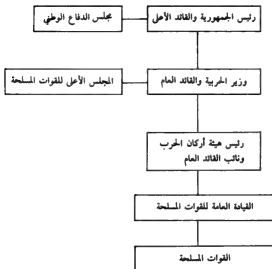 رئيس الجمهورية والقائد الأعلى
مجلس الدفاع الوطني
وزير الحربية والقائد العام
المجلس الأعلى للقوات المسلحة
رئيس هيئة أركان الحرب
ونائب القائد العام
القيادة العامة للقوات المسلحة
القوات المسلحة